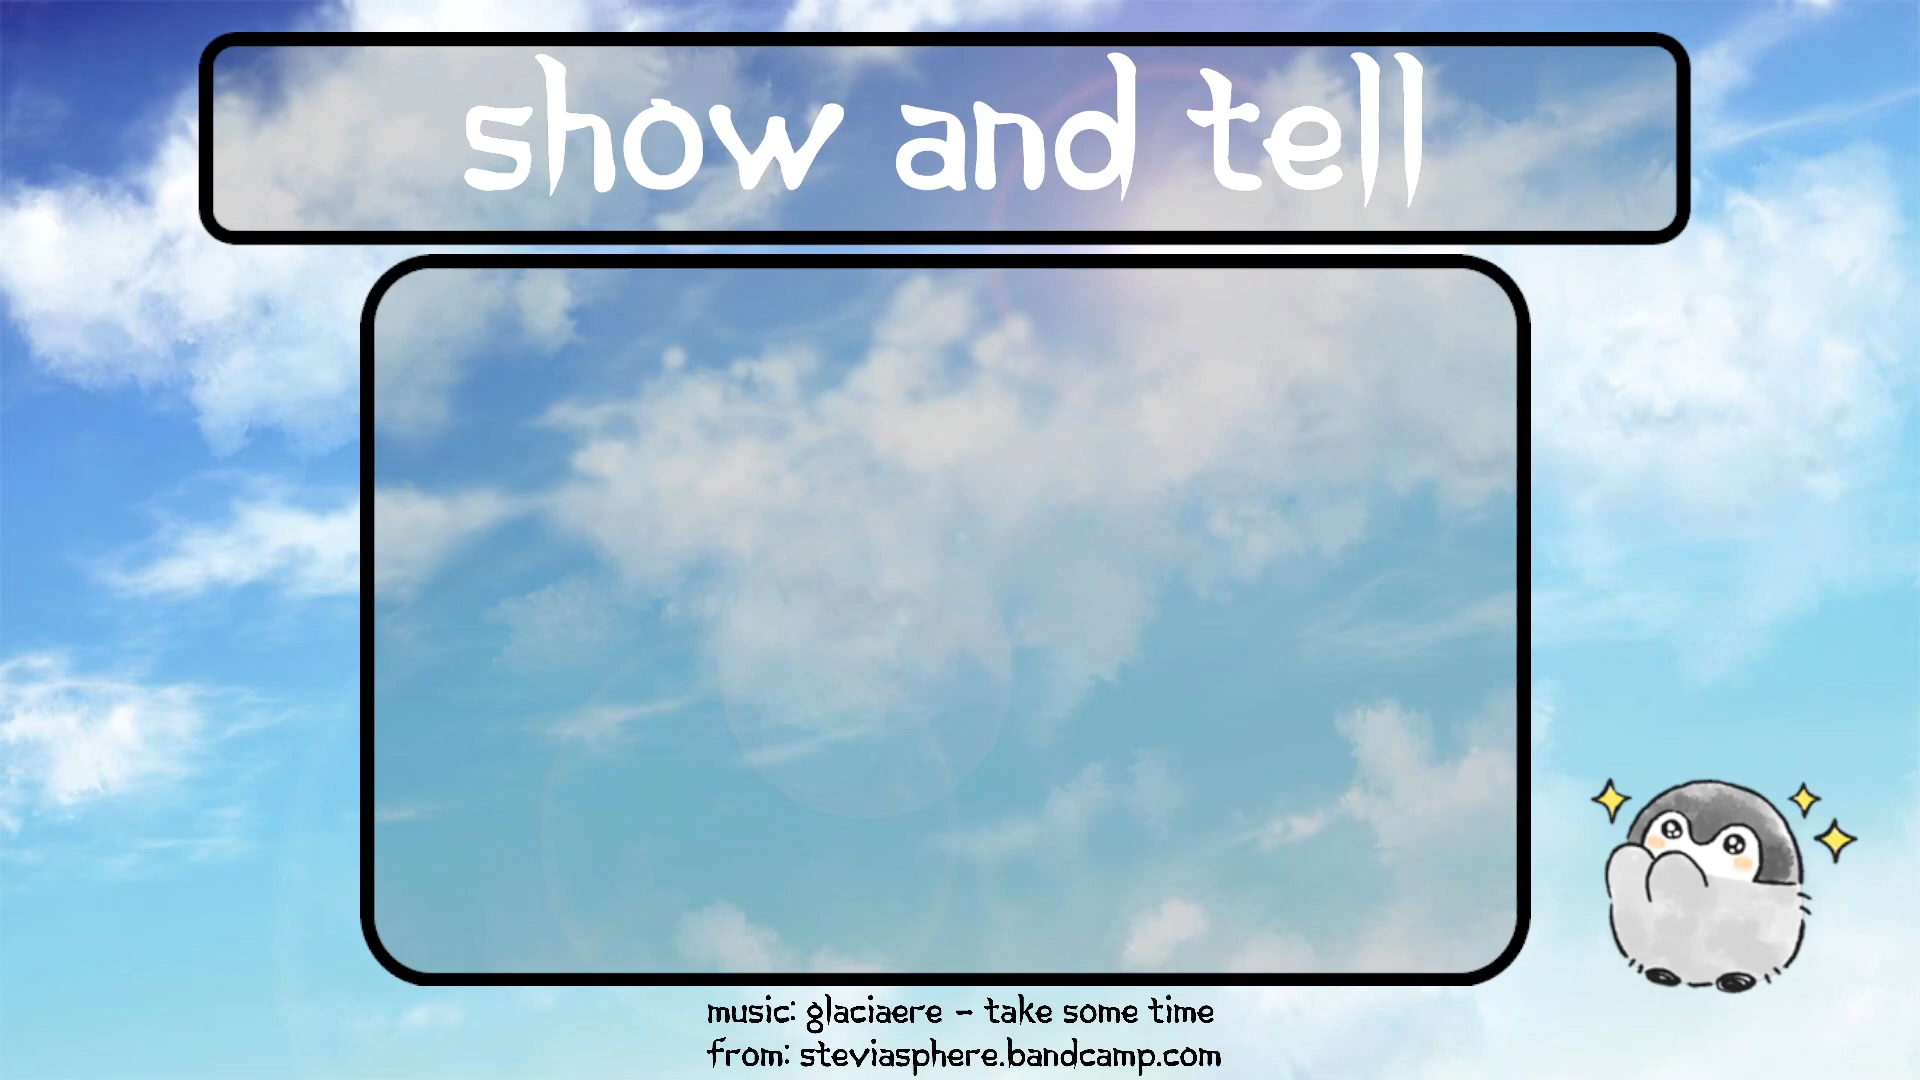 show and tell
music: glaciaere - take some time
from: steviasphere.bandcamp.com